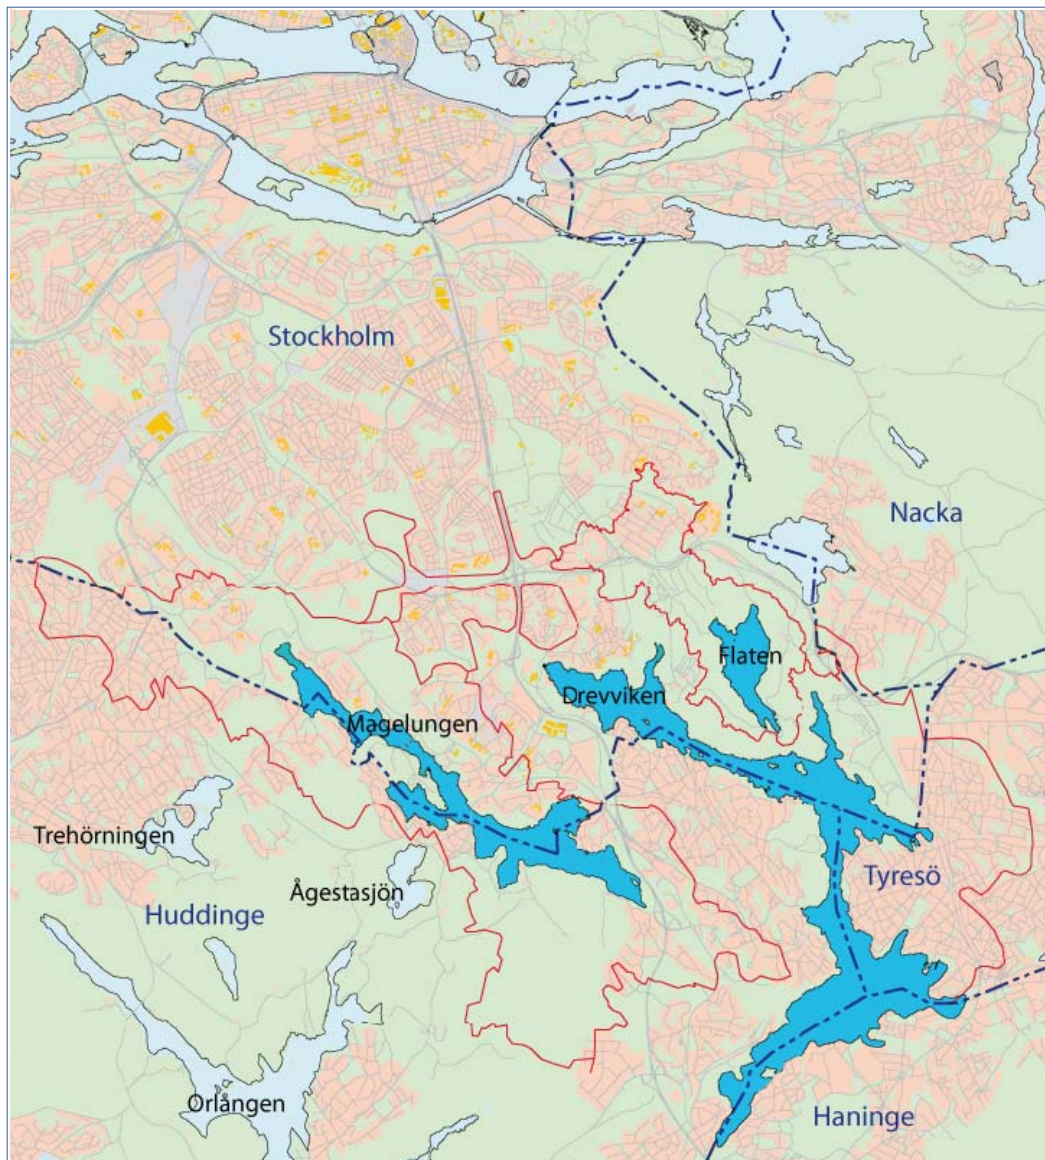 Stockholm
Nacka
Flaten
Drevviken
Magelungen
Trehörningen
Tyresö
Ågestasjön
Huddinge
Orlången
Haninge